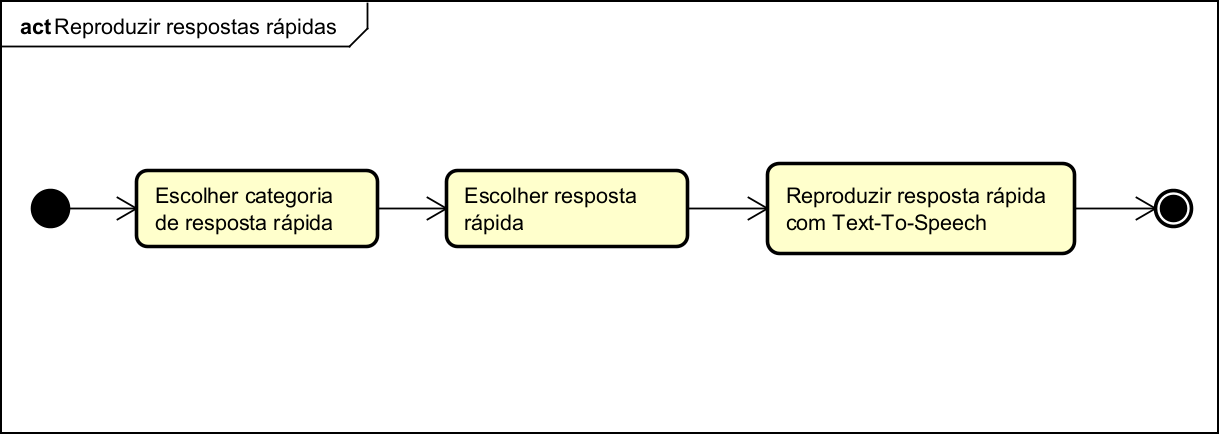 act Reproduzir respostas rápidas
Escolher categoria
de resposta rápida
Escolher resposta
rápida
Reproduzir resposta rápida
com Text-To-Speech